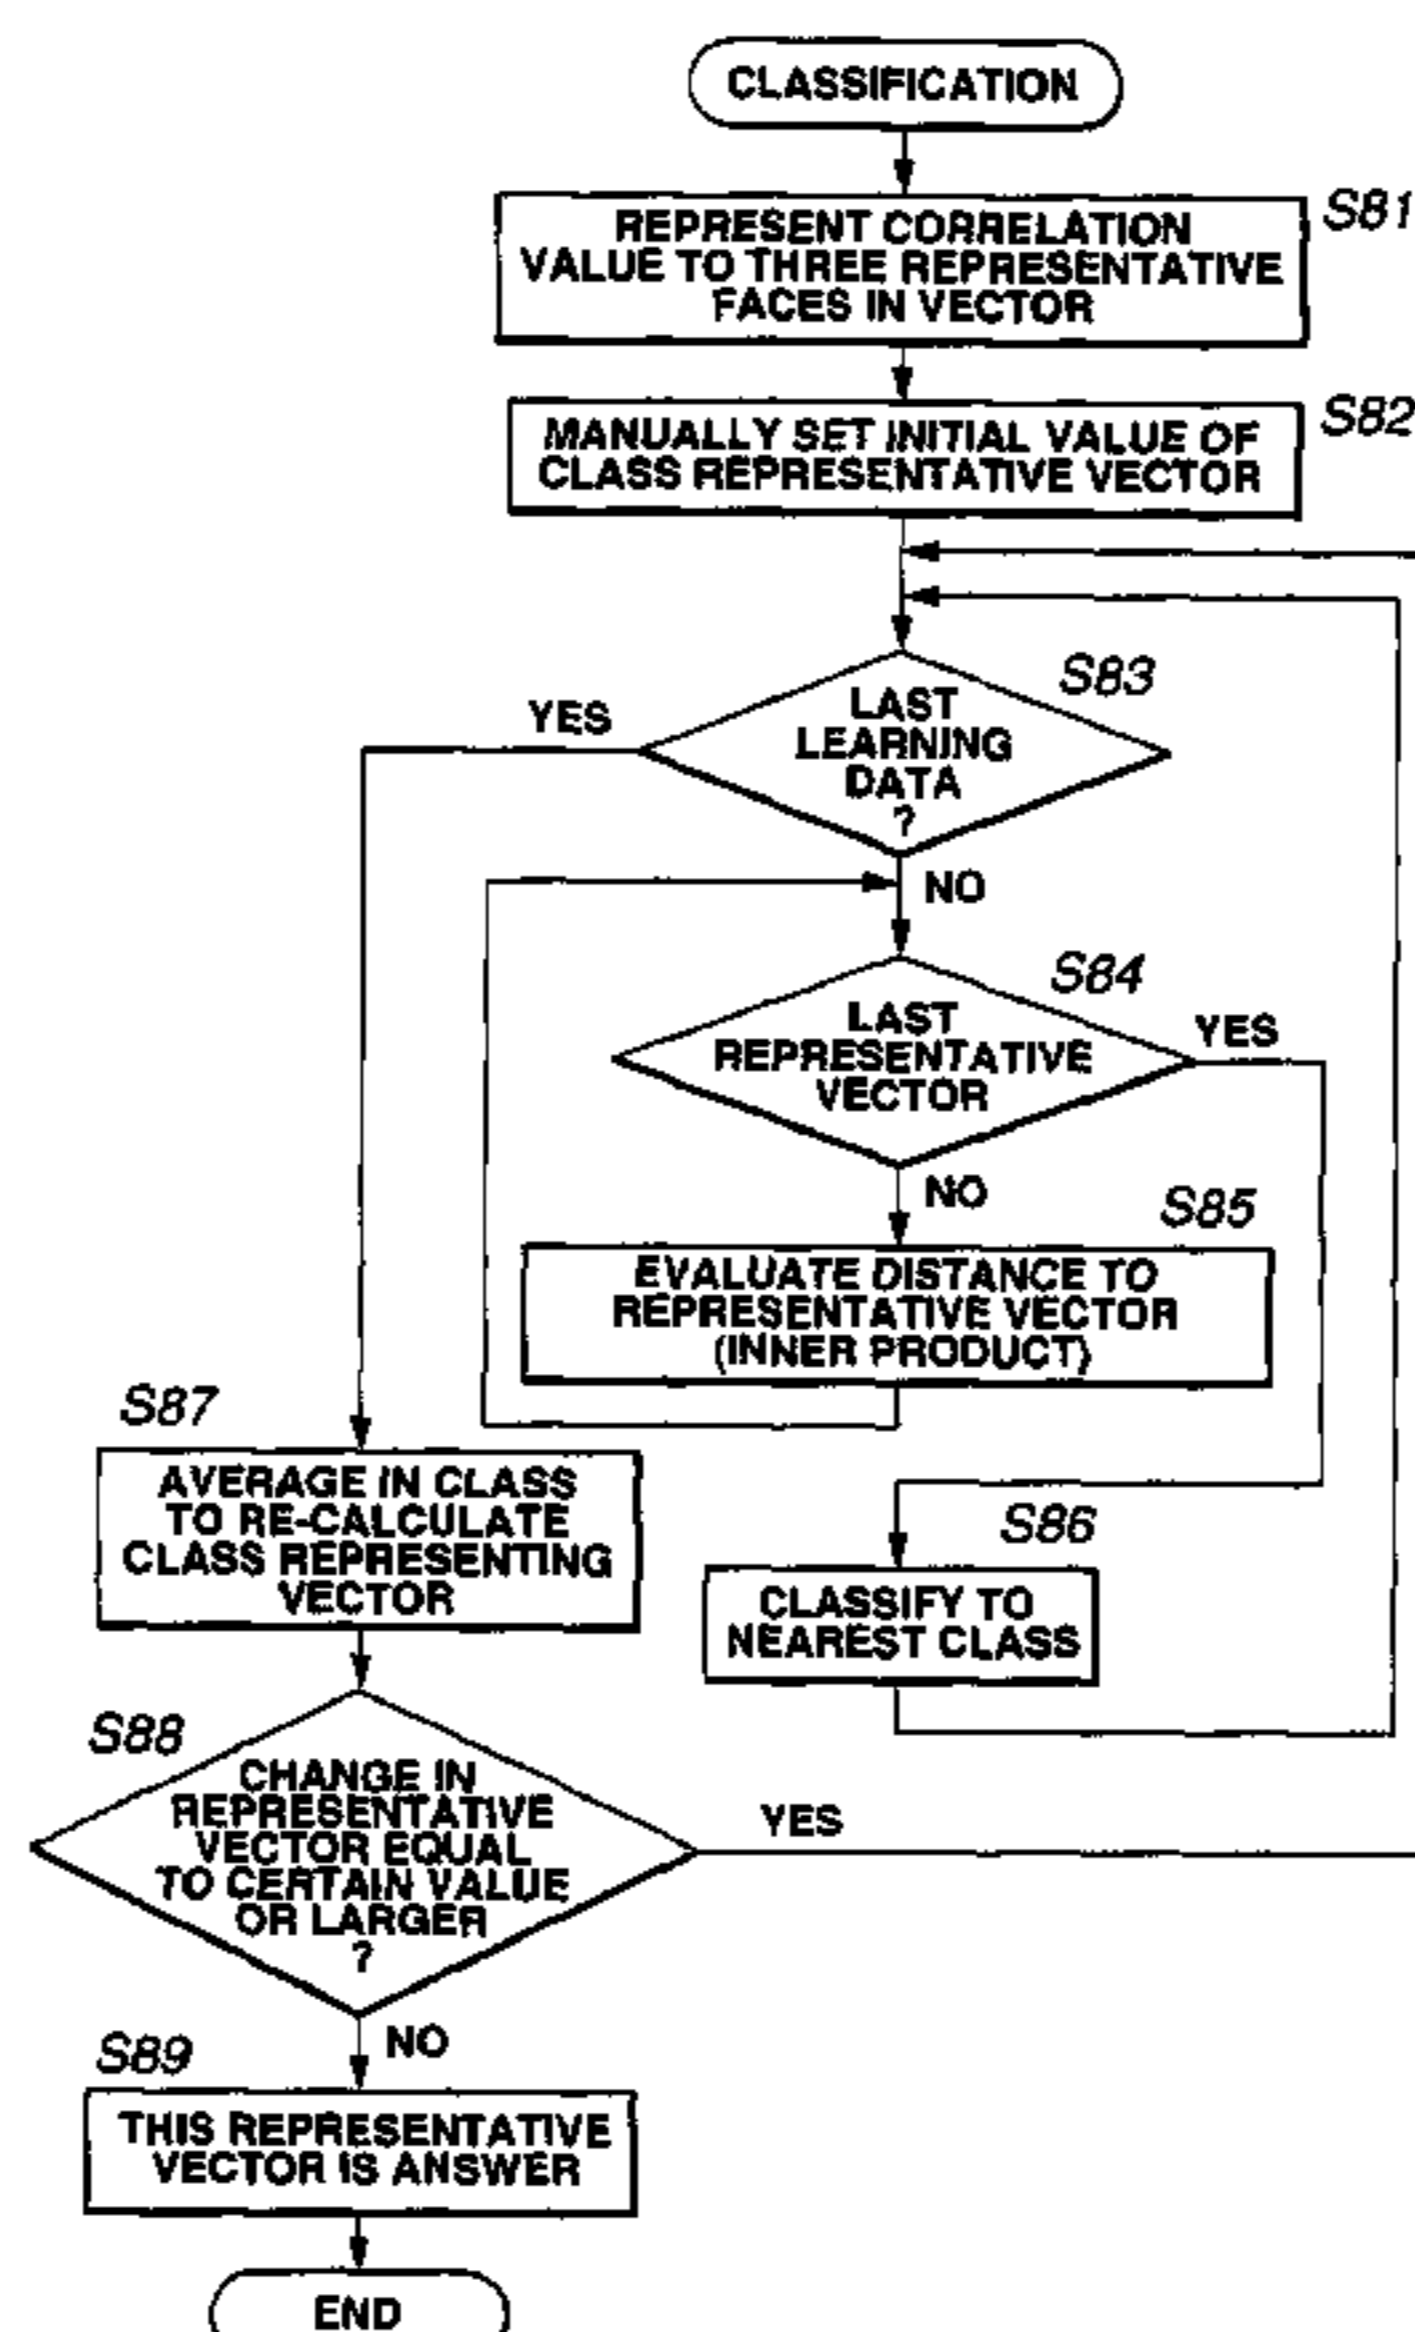 CLASSIFICATION
S81
REPRESENT CORRELATION
VALUE TO THREE REPRESENTATIVE
FACES IN VECTOR
S82
MANUALLY SET INITIAL VALUE OF
CLASS REPRESENTATIVE VECTOR
S83
YES
LAST
LEARNING
DATA
?
NO
S84
LAST
REPRESENTATIVE
VECTOR
YES
NO
S85
EVALUATE DISTANCE TO
REPRESENTATIVE VECTOR
(INNER PRODUCT)
S87
AVERAGE IN CLASS
TO RE-CALCULATE
CLASS REPRESENTING
VECTOR
S86
CLASSIFY TO
NEAREST CLASS
S88
CHANGE IN
REPRESENTATIVE
VECTOR EQUAL
TO CERTAIN VALUE
OR LARGER
?
YES
NO
S89
THIS REPRESENTATIVE
VECTOR IS ANSWER
END